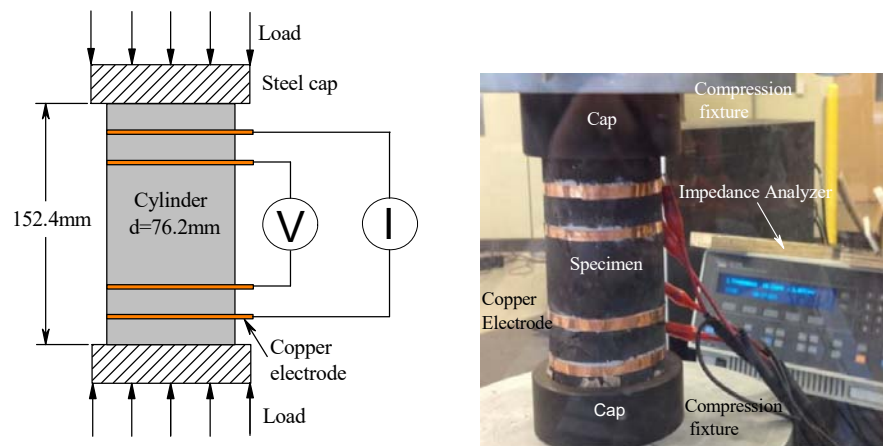 Load
Steel cap
152.4mm
Cylinder
d=76.2mm
V
I
Copper
electrode
Load
Compression
fixture
Cap
Impedance Analyzer
Specimen
Copper
Electrode
Cap
Compression
fixture